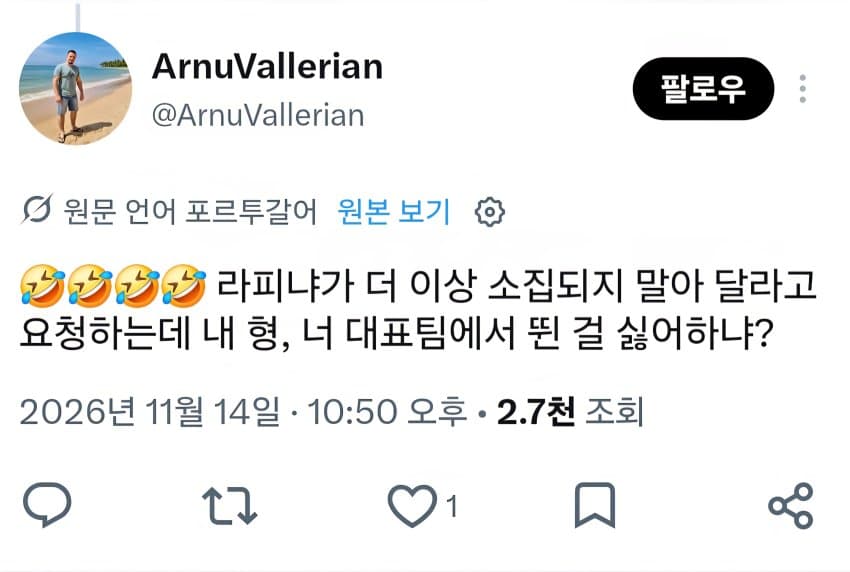 ArnuVallerian
팔로우
@ArnuVallerian
원문 언어 포르투갈어 원본 보기
🤣🤣🤣🤣 라피냐가 더 이상 소집되지 말아 달라고
요청하는데 내 형, 너 대표팀에서 뛴 걸 싫어하냐?
2026년 11월 14일 · 10:50 오후 · 2.7천 조회
1